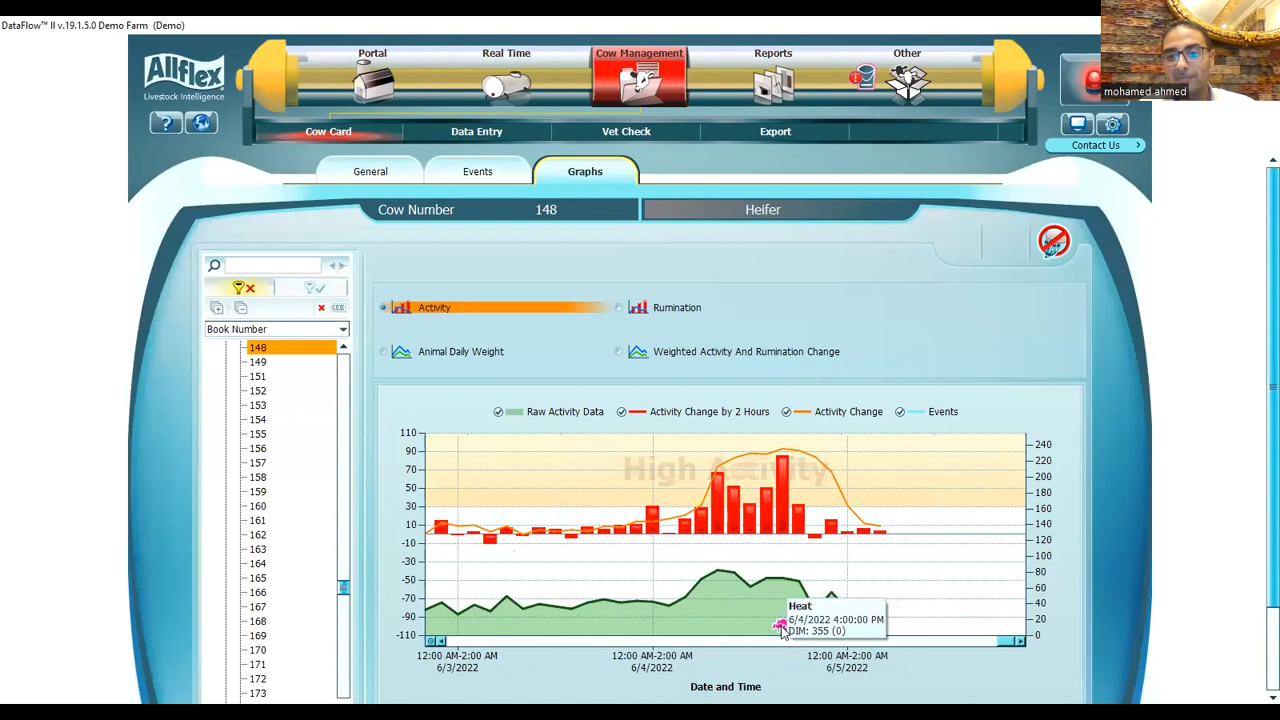 DataFlow™ II v.19.1.5.0 Demo Farm (Demo)
Allflex
Livestock Intelligence
Portal
Real Time
Cow Management
Reports
Other
mohamed ahmed
Cow Card
Data Entry
Vet Check
Export
Contact Us
General
Events
Graphs
Cow Number 148 Heifer
Activity
Rumination
Animal Daily Weight
Weighted Activity And Rumination Change
Book Number
148
149
151
152
153
154
155
156
157
158
159
160
161
162
163
164
165
166
167
168
169
170
171
172
173
Raw Activity Data
Activity Change by 2 Hours
Activity Change
Events
High Activity
110
90
70
50
30
10
-10
-30
-50
-70
-90
-110
240
220
200
180
160
140
120
100
80
60
40
20
0
Heat
6/4/2022 4:00:00 PM
DIM: 355 (0)
12:00 AM-2:00 AM
6/3/2022
12:00 AM-2:00 AM
6/4/2022
12:00 AM-2:00 AM
6/5/2022
Date and Time